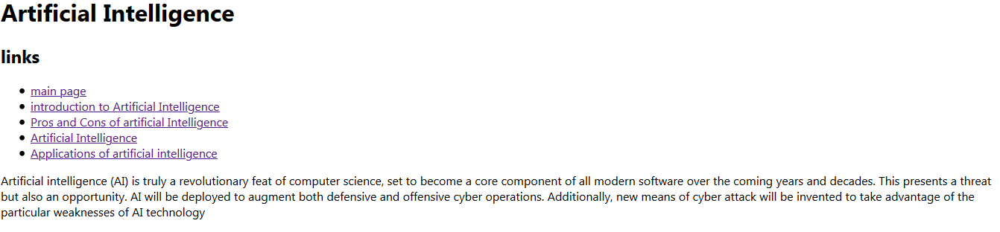 Artificial Intelligence
links
main page
introduction to Artificial Intelligence
Pros and Cons of artificial Intelligence
Artificial Intelligence
Applications of artificial intelligence
Artificial intelligence (AI) is truly a revolutionary feat of computer science, set to become a core component of all modern software over the coming years and decades. This presents a threat
but also an opportunity. AI will be deployed to augment both defensive and offensive cyber operations. Additionally, new means of cyber attack will be invented to take advantage of the
particular weaknesses of AI technology